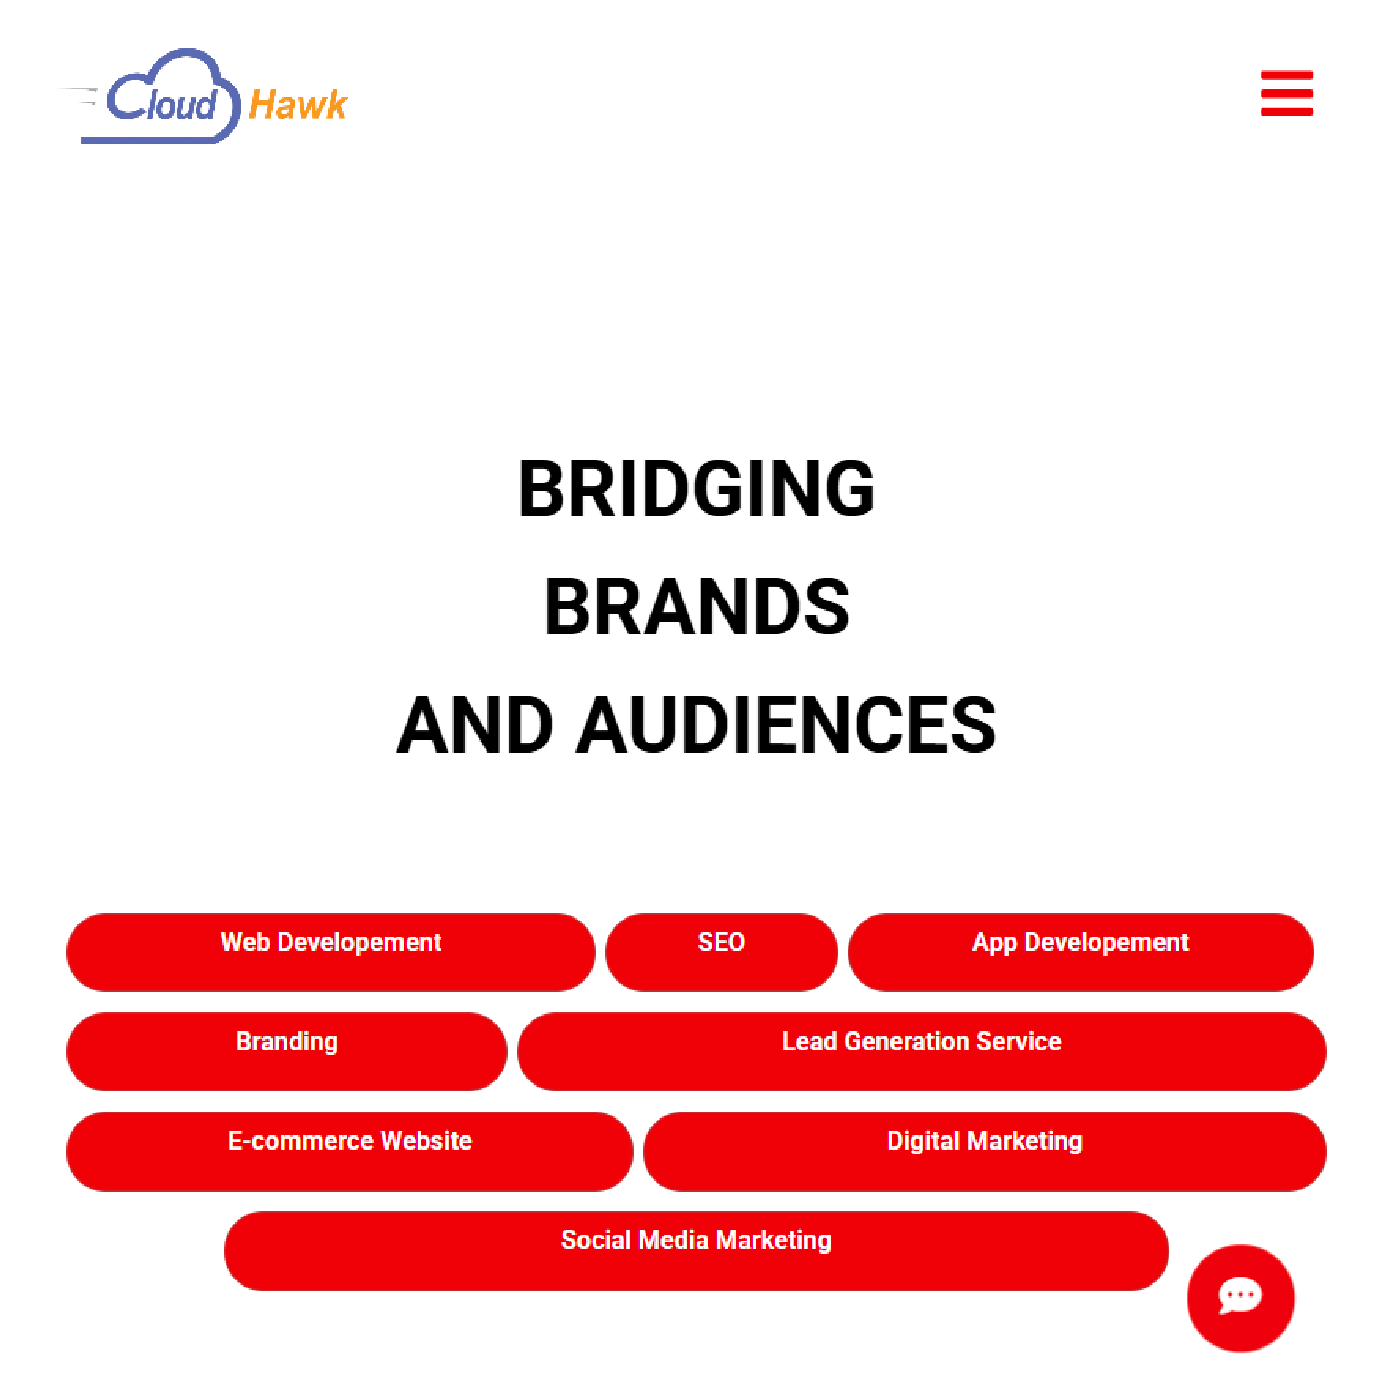 Cloud Hawk
BRIDGING
BRANDS
AND AUDIENCES
Web Developement
SEO
App Developement
Branding
Lead Generation Service
E-commerce Website
Digital Marketing
Social Media Marketing